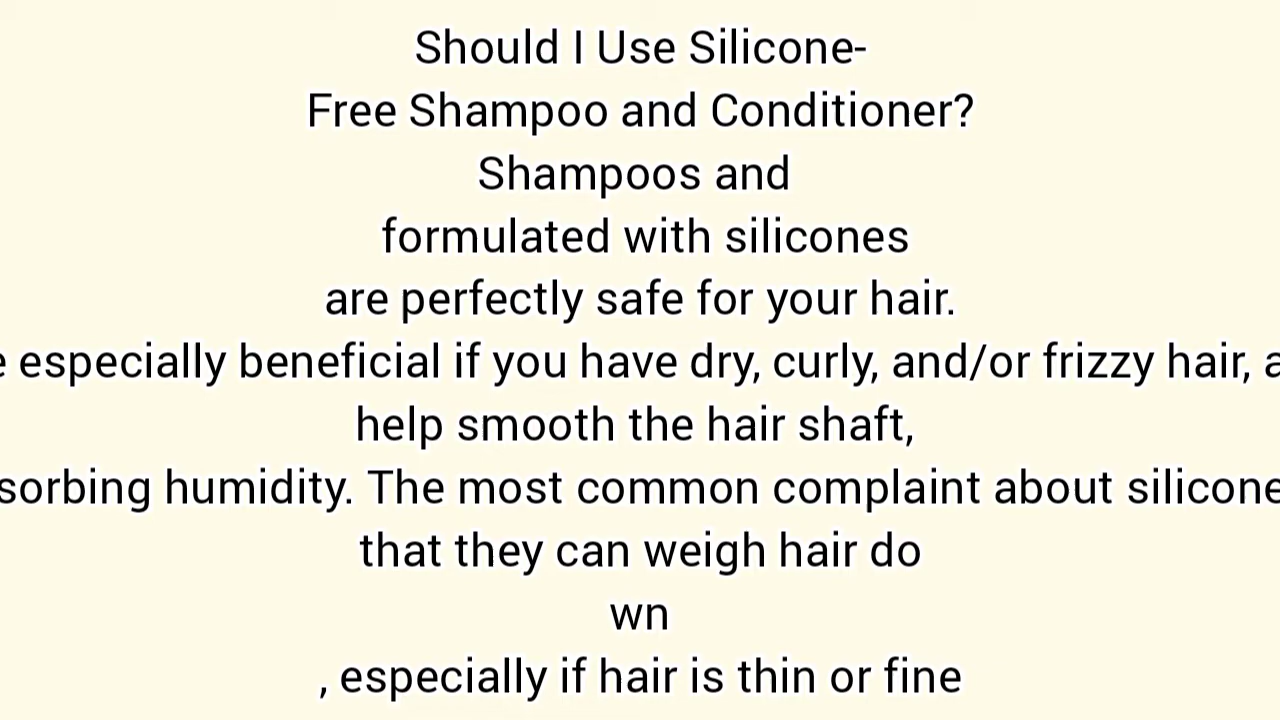 Should I Use Silicone-
Free Shampoo and Conditioner?
Shampoos and
formulated with silicones
are perfectly safe for your hair.
especially beneficial if you have dry, curly, and/or frizzy hair,
help smooth the hair shaft,
sorbing humidity. The most common complaint about silicone
that they can weigh hair do
wn
, especially if hair is thin or fine